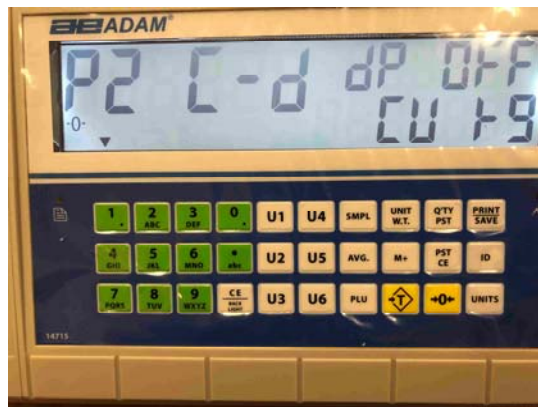 ADAM®
P2 C-d dP OFF
-0- CU kg
1 . 2 ABC 3 DEF 0 . U1 U4 SMPL UNIT W.T. Q'TY PST PRINT SAVE
4 GHI 5 JKL 6 MNO • abc U2 U5 AVG. M+ PST CE ID
7 PQRS 8 TUV 9 WXYZ CE BACK LIGHT U3 U6 PLU T →0← UNITS
14715